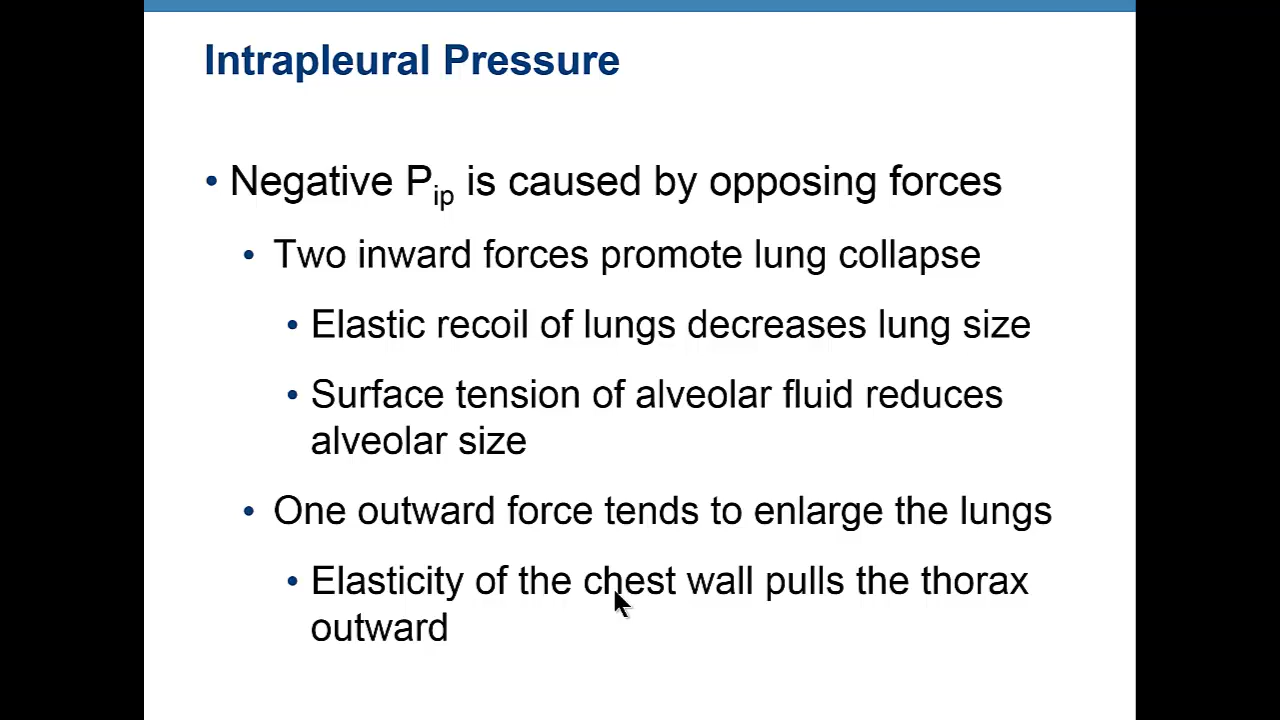 Intrapleural Pressure
• Negative Pip is caused by opposing forces
• Two inward forces promote lung collapse
• Elastic recoil of lungs decreases lung size
• Surface tension of alveolar fluid reduces
alveolar size
• One outward force tends to enlarge the lungs
• Elasticity of the chest wall pulls the thorax
outward